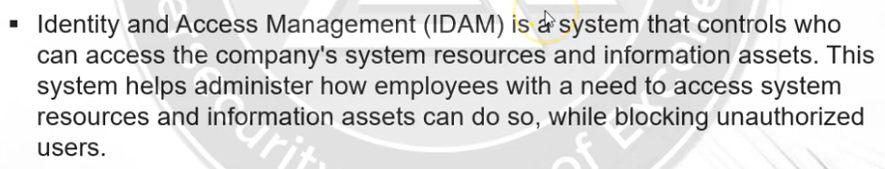 ▪ Identity and Access Management (IDAM) is a system that controls who
can access the company's system resources and information assets. This
system helps administer how employees with a need to access system
resources and information assets can do so, while blocking unauthorized
users.